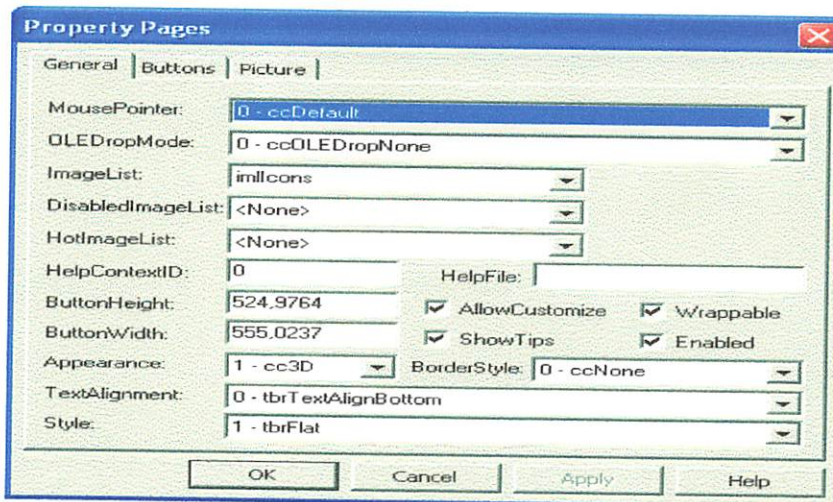 Property Pages
General Buttons Picture
MousePointer: 0 - ccDefault
OLEDropMode: 0 - ccOLEDropNone
ImageList: imlIcons
DisabledImageList: <None>
HotImageList: <None>
HelpContextID: 0 HelpFile:
ButtonHeight: 524,9764 AllowCustomize Wrappable
ButtonWidth: 555,0237 ShowTips Enabled
Appearance: 1 - cc3D BorderStyle: 0 - ccNone
TextAlignment: 0 - tbrTextAlignBottom
Style: 1 - tbrFlat
OK Cancel Apply Help